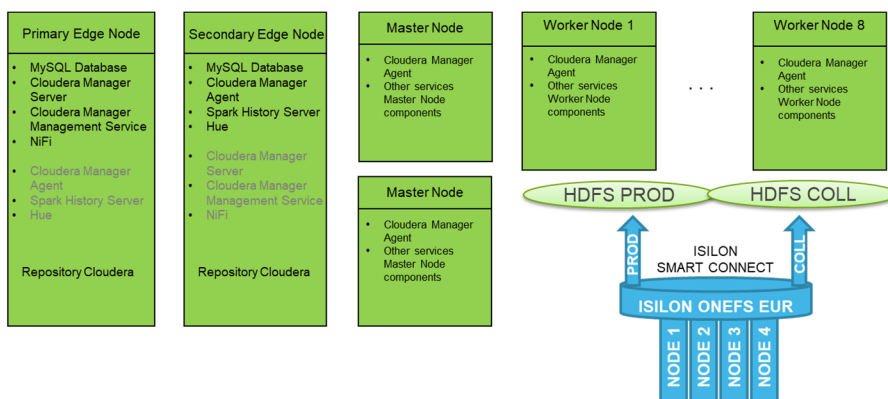 Primary Edge Node
• MySQL Database
• Cloudera Manager
Server
• Cloudera Manager
Management Service
• NiFi
• Cloudera Manager
Agent
• Spark History Server
• Hue
Repository Cloudera
Secondary Edge Node
• MySQL Database
• Cloudera Manager
Agent
• Spark History Server
• Hue
• Cloudera Manager
Server
• Cloudera Manager
Management Service
• NiFi
Repository Cloudera
Master Node
• Cloudera Manager
Agent
• Other services
Master Node
components
Master Node
• Cloudera Manager
Agent
• Other services
Master Node
components
Worker Node 1
• Cloudera Manager
Agent
• Other services
Worker Node
components
. . .
Worker Node 8
• Cloudera Manager
Agent
• Other services
Worker Node
components
HDFS PROD
HDFS COLL
PROD
ISILON
SMART CONNECT
COLL
ISILON ONEFS EUR
NODE 1
NODE 2
NODE 3
NODE 4